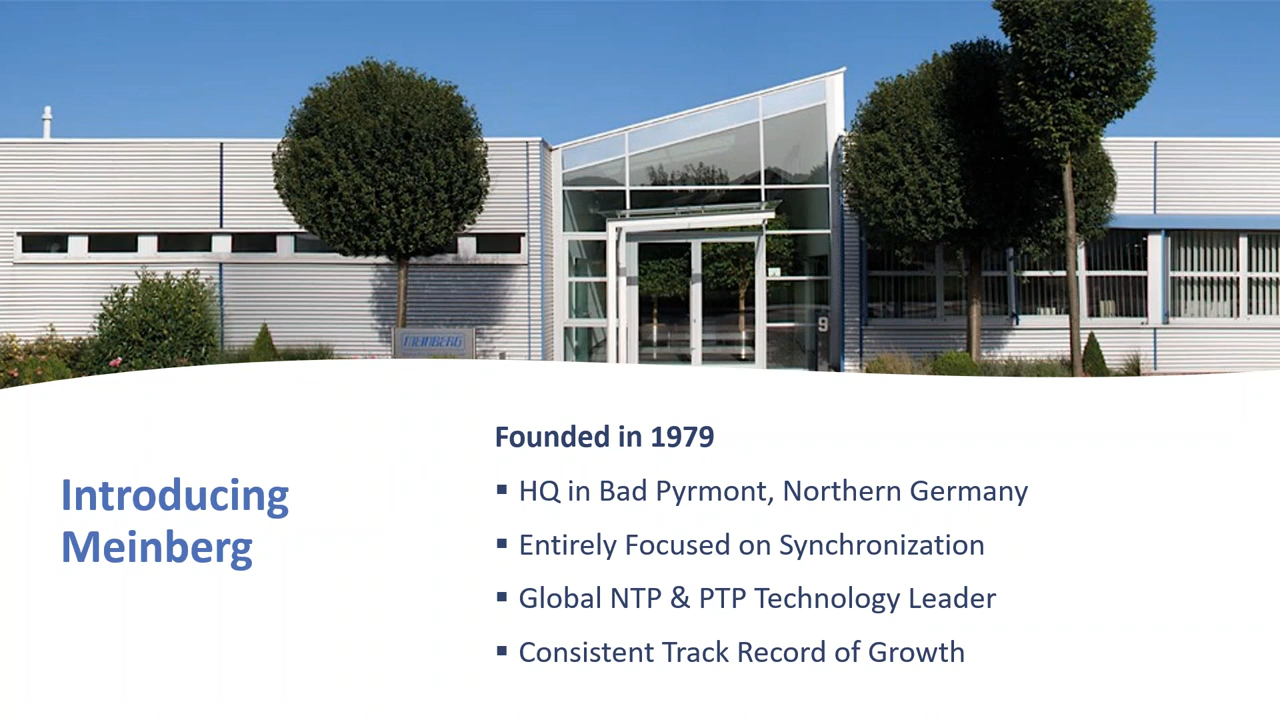 MEINBERG
9
Introducing
Meinberg
Founded in 1979
▪ HQ in Bad Pyrmont, Northern Germany
▪ Entirely Focused on Synchronization
▪ Global NTP & PTP Technology Leader
▪ Consistent Track Record of Growth